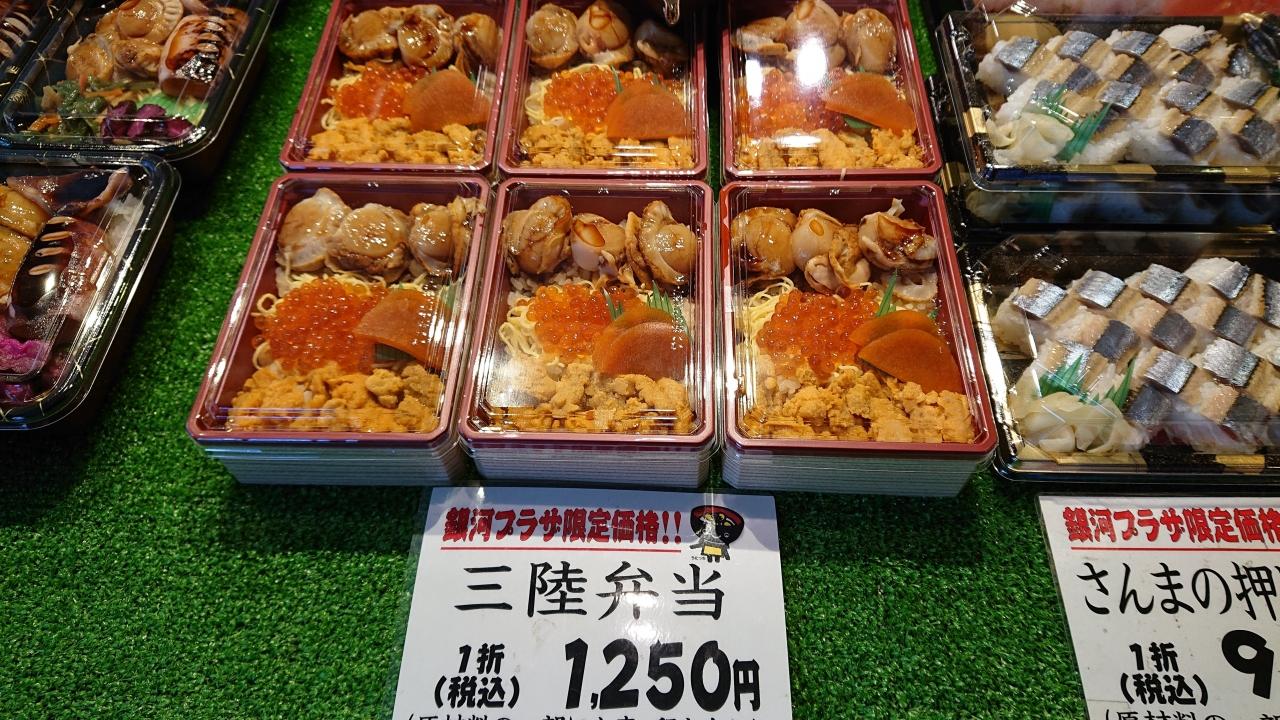 銀河プラザ限定価格!!
三陸弁当
1折
(税込)
1,250円
銀河プラザ限定価格
さんまの押
1折
(税込)
9